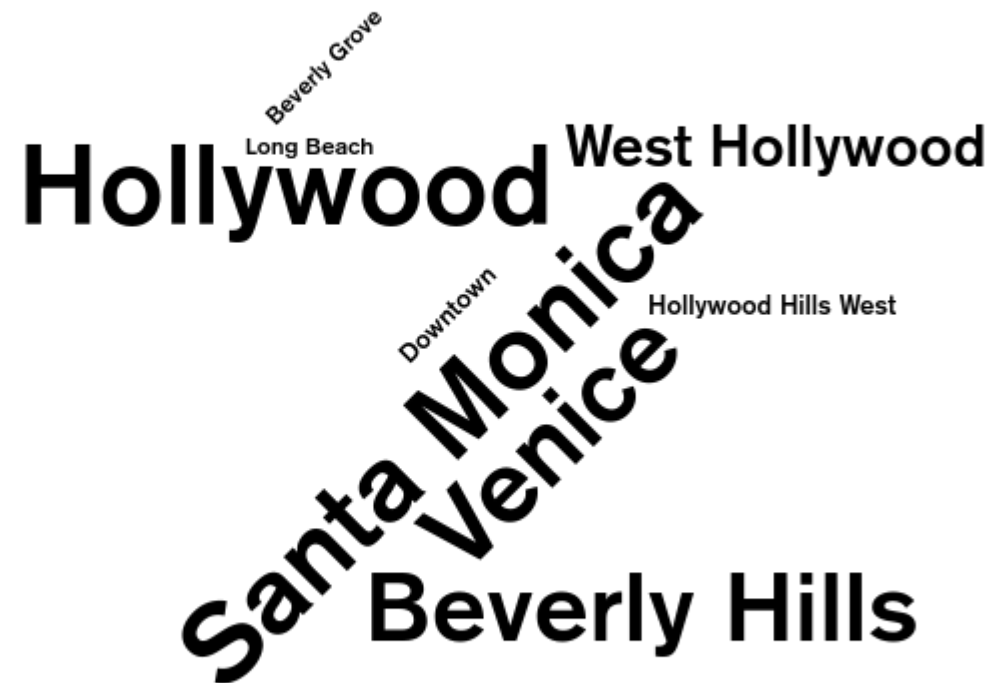 Beverly Grove
Long Beach
Hollywood
West Hollywood
Santa Monica
Downtown
Hollywood Hills West
Venice
Beverly Hills